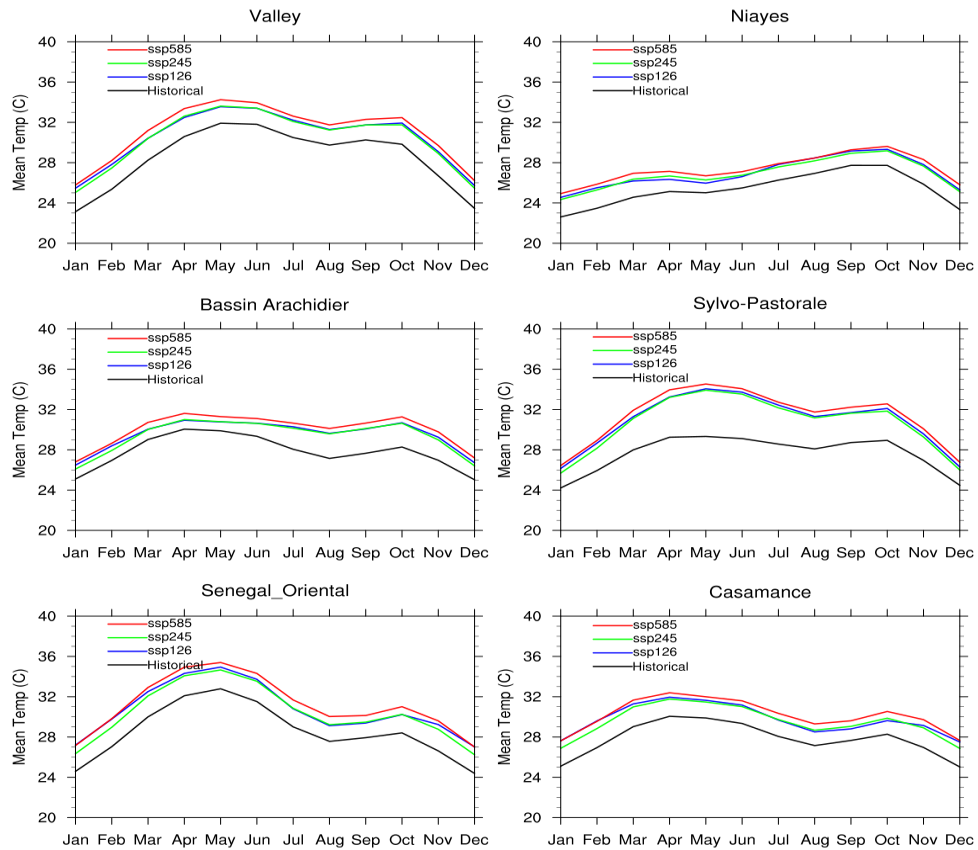 Valley
Mean Temp (C)
40
36
32
28
24
20
ssp585
ssp245
ssp126
Historical
Jan Feb Mar Apr May Jun Jul Aug Sep Oct Nov Dec
Niayes
Mean Temp (C)
40
36
32
28
24
20
ssp585
ssp245
ssp126
Historical
Jan Feb Mar Apr May Jun Jul Aug Sep Oct Nov Dec
Bassin Arachidier
Mean Temp (C)
40
36
32
28
24
20
ssp585
ssp245
ssp126
Historical
Jan Feb Mar Apr May Jun Jul Aug Sep Oct Nov Dec
Sylvo-Pastorale
Mean Temp (C)
40
36
32
28
24
20
ssp585
ssp245
ssp126
Historical
Jan Feb Mar Apr May Jun Jul Aug Sep Oct Nov Dec
Senegal_Oriental
Mean Temp (C)
40
36
32
28
24
20
ssp585
ssp245
ssp126
Historical
Jan Feb Mar Apr May Jun Jul Aug Sep Oct Nov Dec
Casamance
Mean Temp (C)
40
36
32
28
24
20
ssp585
ssp245
ssp126
Historical
Jan Feb Mar Apr May Jun Jul Aug Sep Oct Nov Dec